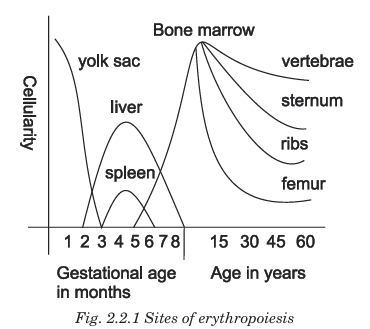 Bone marrow
yolk sac
vertebrae
liver
sternum
ribs
spleen
femur
Cellularity
1 2 3 4 5 6 7 8 15 30 45 60
Gestational age
in months
Age in years
Fig. 2.2.1 Sites of erythropoiesis